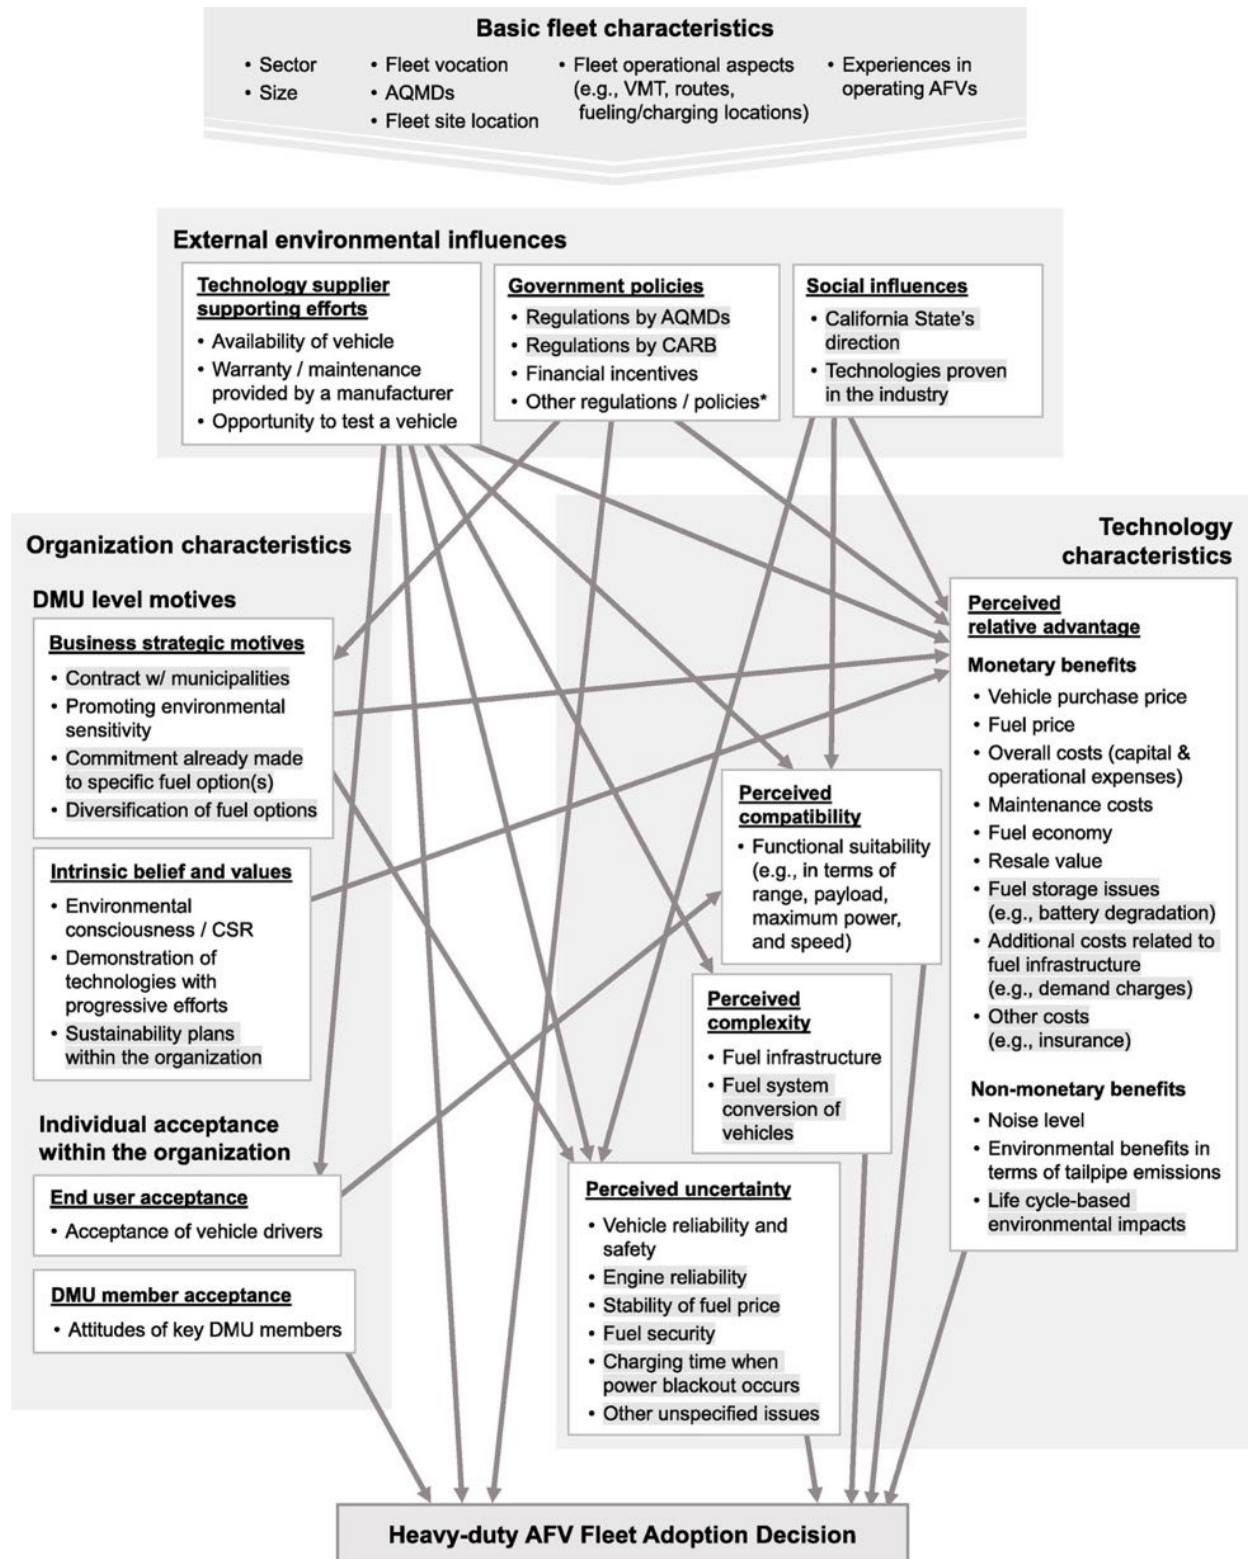 Basic fleet characteristics
• Sector
• Size
• Fleet vocation
• AQMDs
• Fleet site location
• Fleet operational aspects
(e.g., VMT, routes,
fueling/charging locations)
• Experiences in
operating AFVs
External environmental influences
Technology supplier
supporting efforts
• Availability of vehicle
• Warranty / maintenance
provided by a manufacturer
• Opportunity to test a vehicle
Government policies
• Regulations by AQMDs
• Regulations by CARB
• Financial incentives
• Other regulations / policies*
Social influences
• California State's
direction
• Technologies proven
in the industry
Organization characteristics
DMU level motives
Business strategic motives
• Contract w/ municipalities
• Promoting environmental
sensitivity
• Commitment already made
to specific fuel option(s)
• Diversification of fuel options
Intrinsic belief and values
• Environmental
consciousness / CSR
• Demonstration of
technologies with
progressive efforts
• Sustainability plans
within the organization
Individual acceptance
within the organization
End user acceptance
• Acceptance of vehicle drivers
DMU member acceptance
• Attitudes of key DMU members
Technology
characteristics
Perceived
compatibility
• Functional suitability
(e.g., in terms of
range, payload,
maximum power,
and speed)
Perceived
complexity
• Fuel infrastructure
• Fuel system
conversion of
vehicles
Perceived uncertainty
• Vehicle reliability and
safety
• Engine reliability
• Stability of fuel price
• Fuel security
• Charging time when
power blackout occurs
• Other unspecified issues
Perceived
relative advantage
Monetary benefits
• Vehicle purchase price
• Fuel price
• Overall costs (capital &
operational expenses)
• Maintenance costs
• Fuel economy
• Resale value
• Fuel storage issues
(e.g., battery degradation)
• Additional costs related to
fuel infrastructure
(e.g., demand charges)
• Other costs
(e.g., insurance)
Non-monetary benefits
• Noise level
• Environmental benefits in
terms of tailpipe emissions
• Life cycle-based
environmental impacts
Heavy-duty AFV Fleet Adoption Decision